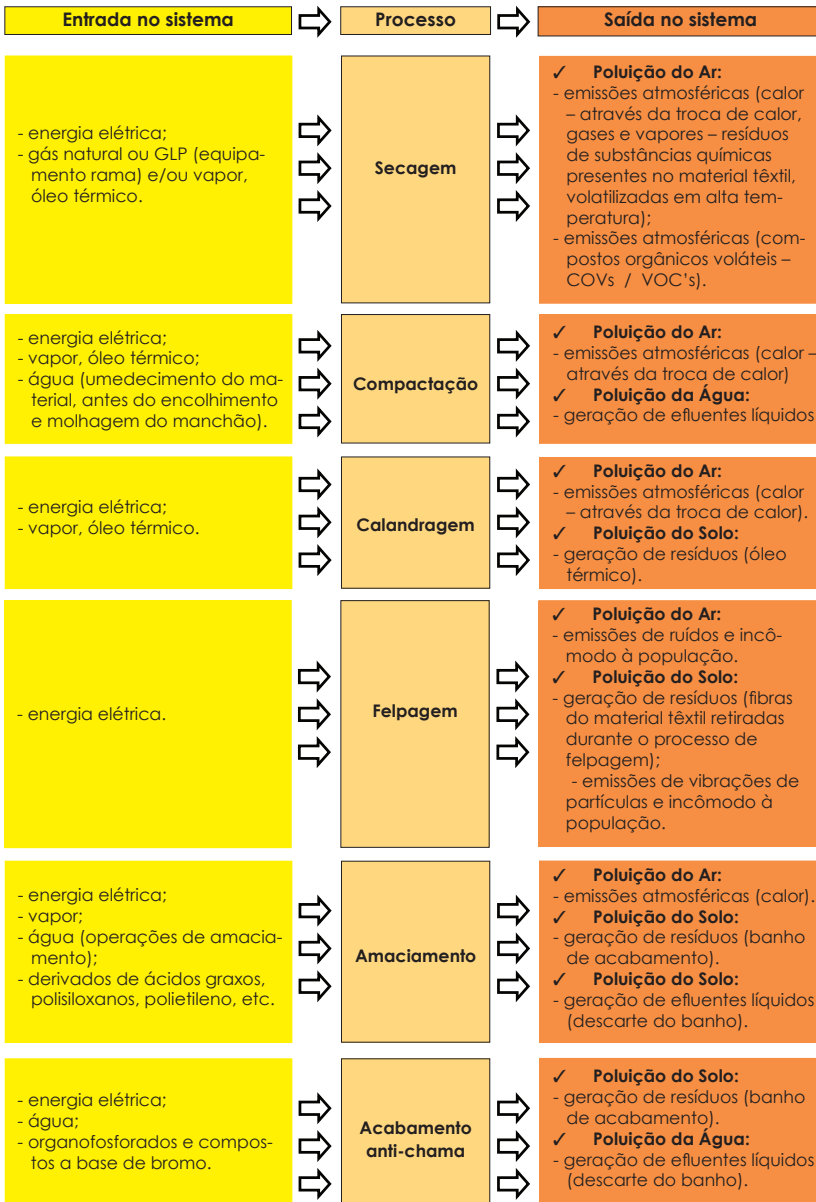 Entrada no sistema
Processo
Saída no sistema
- energia elétrica;
- gás natural ou GLP (equipa-
mento rama) e/ou vapor,
óleo térmico.
Secagem
✓ Poluição do Ar:
- emissões atmosféricas (calor
– através da troca de calor,
gases e vapores – resíduos
de substâncias químicas
presentes no material têxtil,
volatilizadas em alta tem-
peratura);
- emissões atmosféricas (com-
postos orgânicos voláteis –
COVs / VOC's).
- energia elétrica;
- vapor, óleo térmico;
- água (umedecimento do ma-
terial, antes do encolhimento
e molhagem do manchão).
Compactação
✓ Poluição do Ar:
- emissões atmosféricas (calor –
através da troca de calor)
✓ Poluição da Água:
- geração de efluentes líquidos
- energia elétrica;
- vapor, óleo térmico.
Calandragem
✓ Poluição do Ar:
- emissões atmosféricas (calor
– através da troca de calor).
✓ Poluição do Solo:
- geração de resíduos (óleo
térmico).
- energia elétrica.
Felpagem
✓ Poluição do Ar:
- emissões de ruídos e incô-
modo à população.
✓ Poluição do Solo:
- geração de resíduos (fibras
do material têxtil retiradas
durante o processo de
felpagem);
- emissões de vibrações de
partículas e incômodo à
população.
- energia elétrica;
- vapor;
- água (operações de amacia-
mento);
- derivados de ácidos graxos,
polisiloxanos, polietileno, etc.
Amaciamento
✓ Poluição do Ar:
- emissões atmosféricas (calor).
✓ Poluição do Solo:
- geração de resíduos (banho
de acabamento).
✓ Poluição do Solo:
- geração de efluentes líquidos
(descarte do banho).
- energia elétrica;
- água;
- organofosforados e compos-
tos a base de bromo.
Acabamento
anti-chama
✓ Poluição do Solo:
- geração de resíduos (banho
de acabamento).
✓ Poluição da Água:
- geração de efluentes líquidos
(descarte do banho).